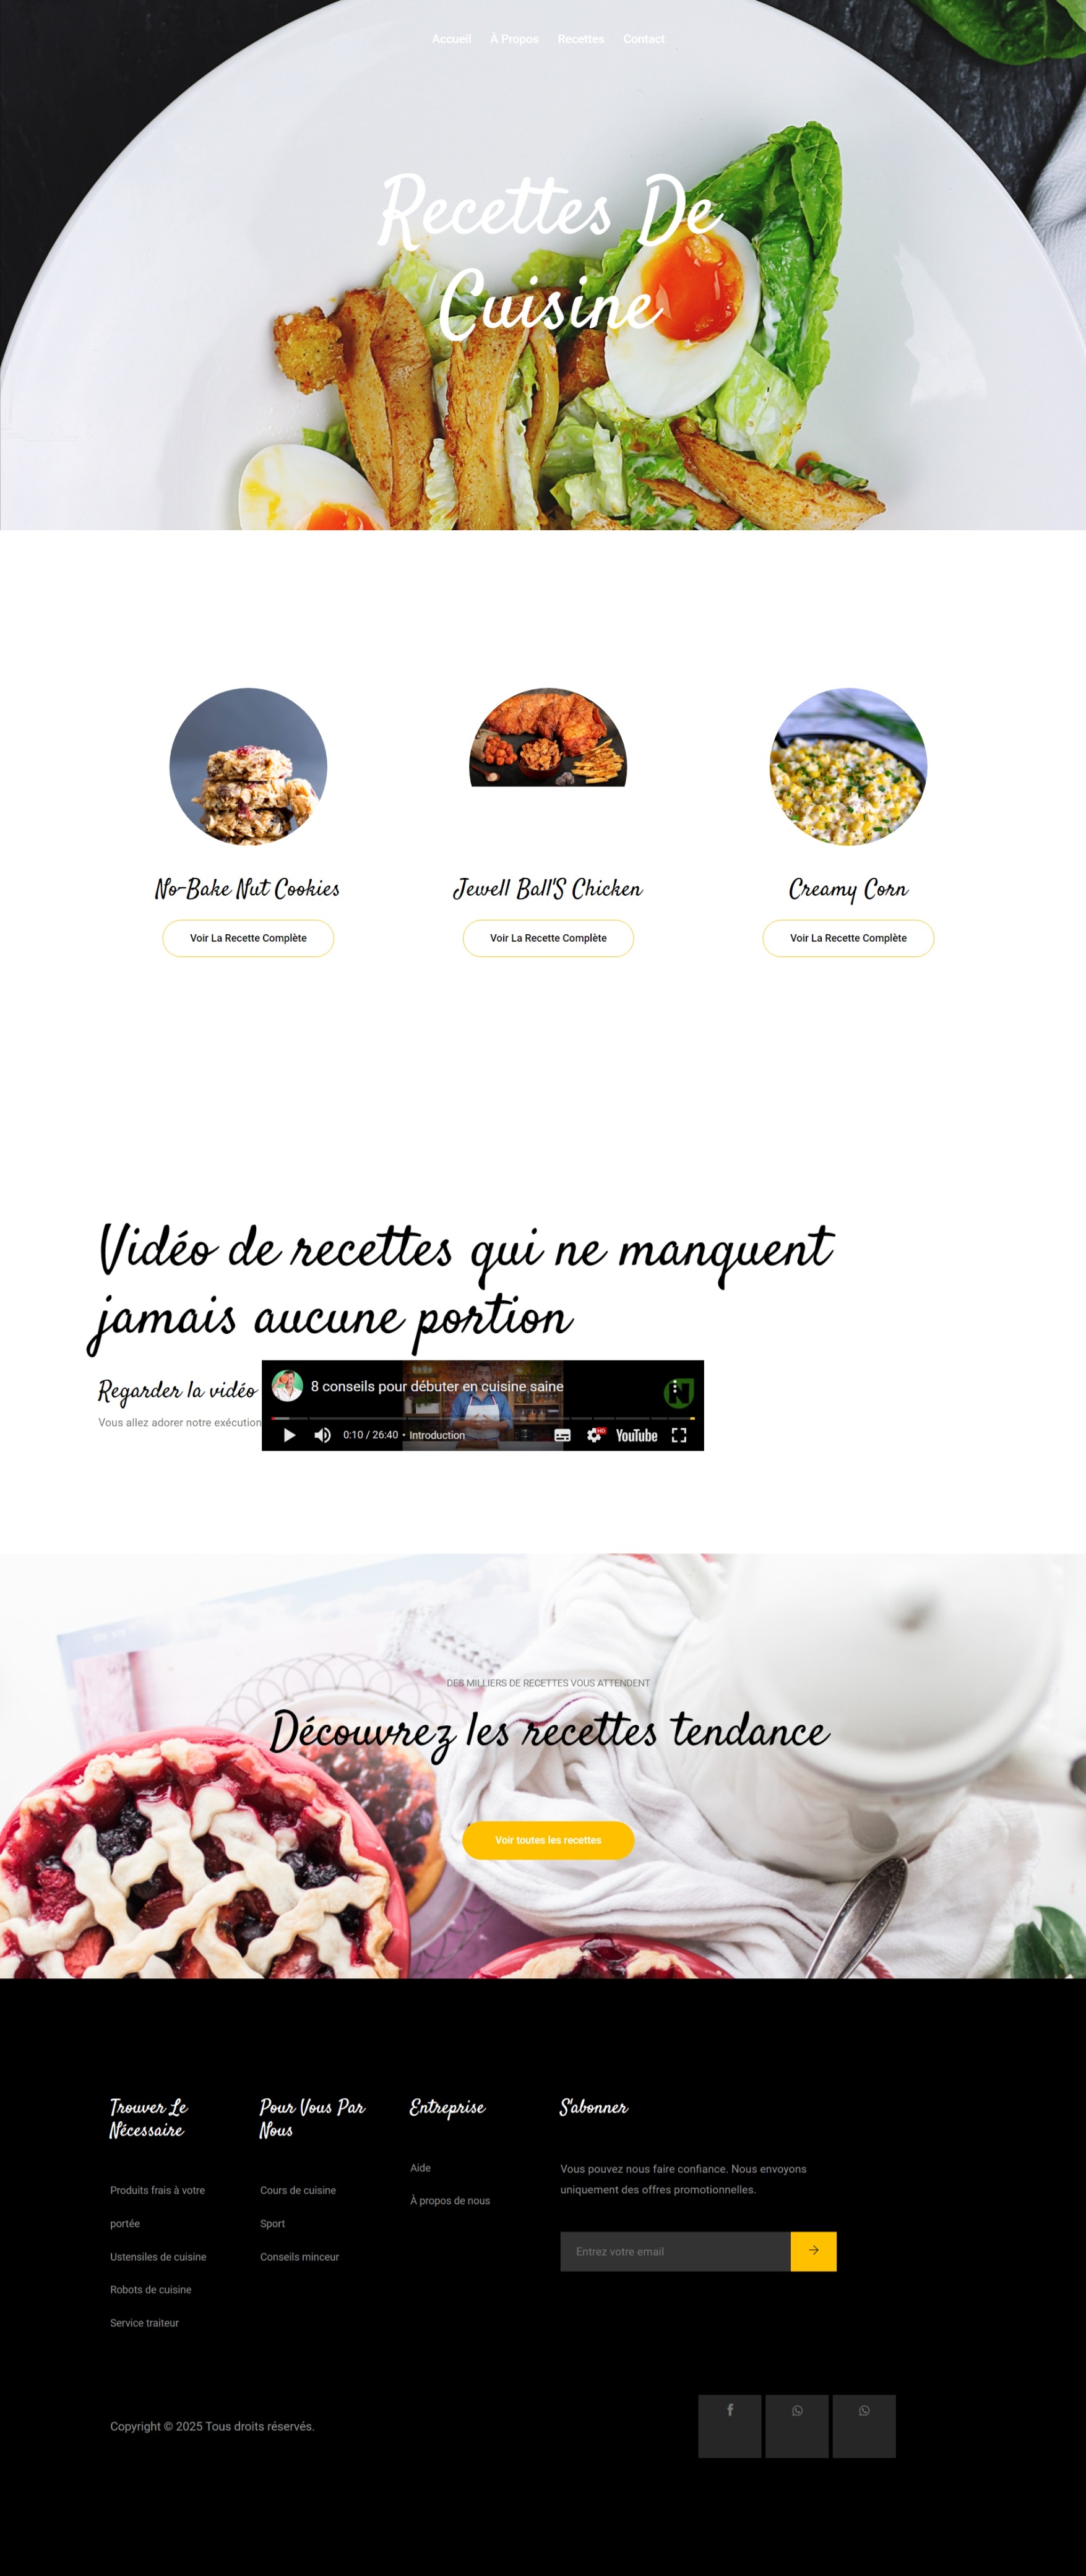 Accueil À Propos Recettes Contact
Recettes De
Cuisine
No-Bake Nut Cookies
Voir La Recette Complète
Jewell Ball'S Chicken
Voir La Recette Complète
Creamy Corn
Voir La Recette Complète
Vidéo de recettes qui ne manquent
jamais aucune portion
Regarder la vidéo
Vous allez adorer notre exécution
8 conseils pour débuter en cuisine saine
0:10 / 26:40 • Introduction
HD
YouTube
DES MILLIERS DE RECETTES VOUS ATTENDENT
Découvrez les recettes tendance
Voir toutes les recettes
Trouver Le
Nécessaire
Produits frais à votre
portée
Ustensiles de cuisine
Robots de cuisine
Service traiteur
Pour Vous Par
Nous
Cours de cuisine
Sport
Conseils minceur
Entreprise
Aide
À propos de nous
S'abonner
Vous pouvez nous faire confiance. Nous envoyons
uniquement des offres promotionnelles.
Entrez votre email
Copyright © 2025 Tous droits réservés.